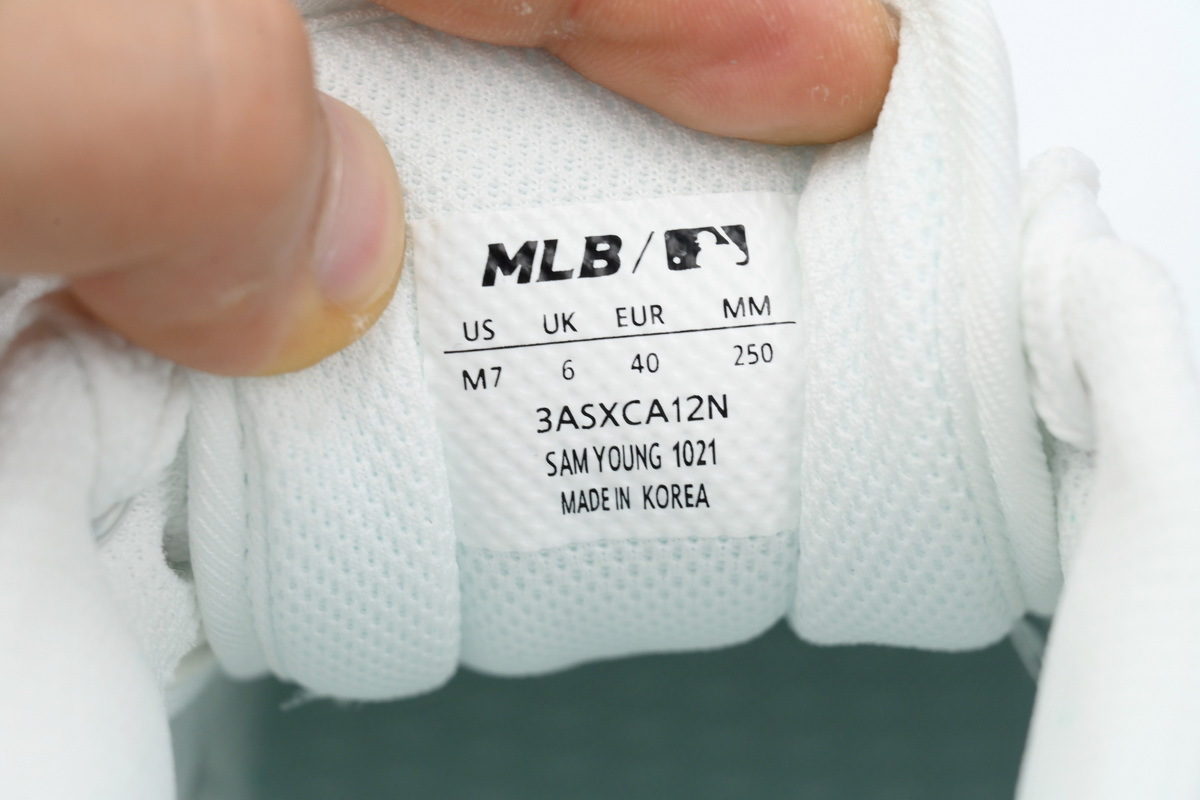 MLB /
US UK EUR MM
M7 6 40 250
3ASXCA12N
SAM YOUNG 1021
MADE IN KOREA